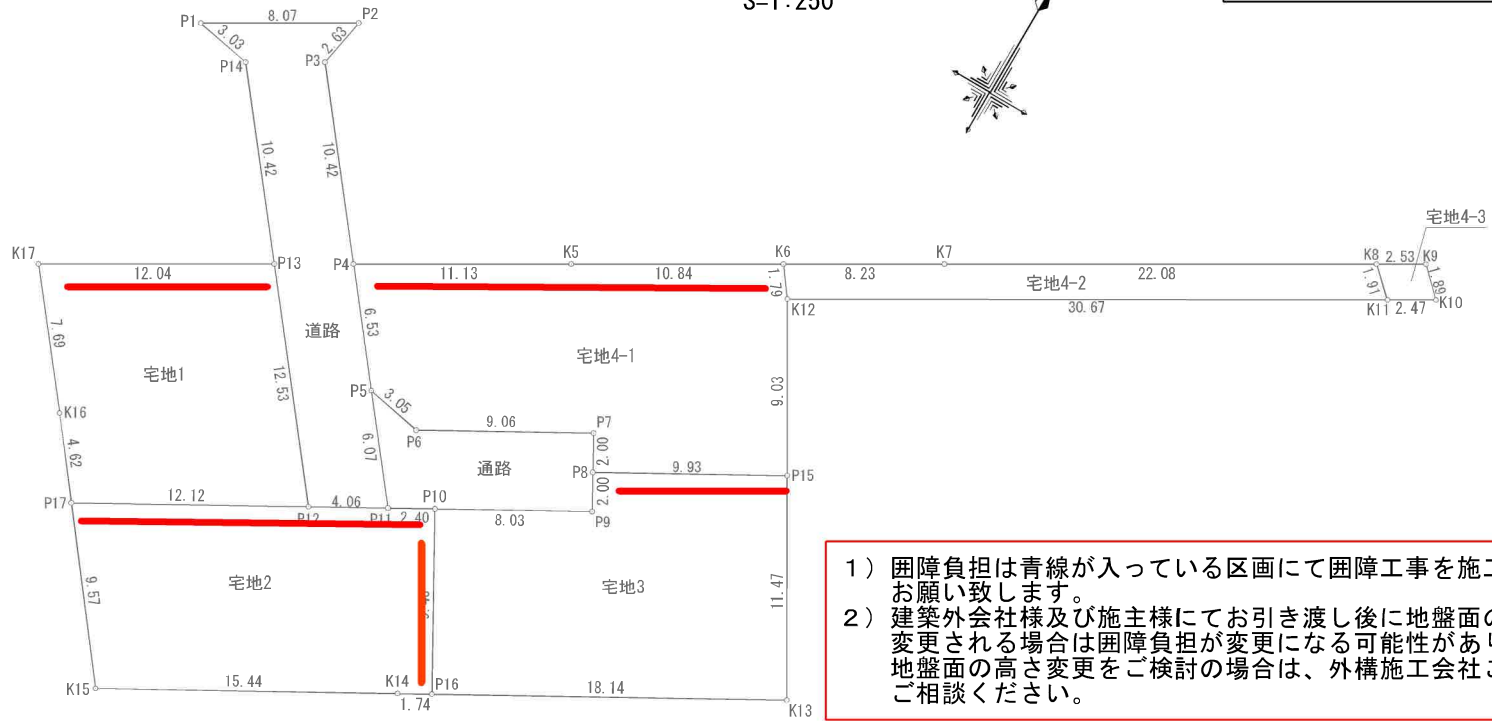 S=1:250
P1 8.07 P2
3.03 2.63
P14 P3
10.42 10.42
宅地4-3
K17 P13 P4 K5 K6 K7 K8 2.53 K9
12.04 11.13 10.84 1.79 8.23 22.08 1.91 1.89
宅地4-2
K12 30.67 K11 2.47 K10
道路 6.53
7.69 宅地1 12.53 宅地4-1 9.03
P5 3.05
K16 P6 9.06 P7
4.62 6.07 通路 2.00
P8 9.93 P15
P17 12.12 4.06 P10 2.00
P12 P11 2.40 8.03 P9
9.57 宅地2 宅地3 11.47
K15 15.44 K14 P16 18.14
1.74 K13
1)囲障負担は青線が入っている区画にて囲障工事を施工
お願い致します。
2)建築外会社様及び施主様にてお引き渡し後に地盤面の
変更される場合は囲障負担が変更になる可能性があり
地盤面の高さ変更をご検討の場合は、外構施工会社こ
ご相談ください。